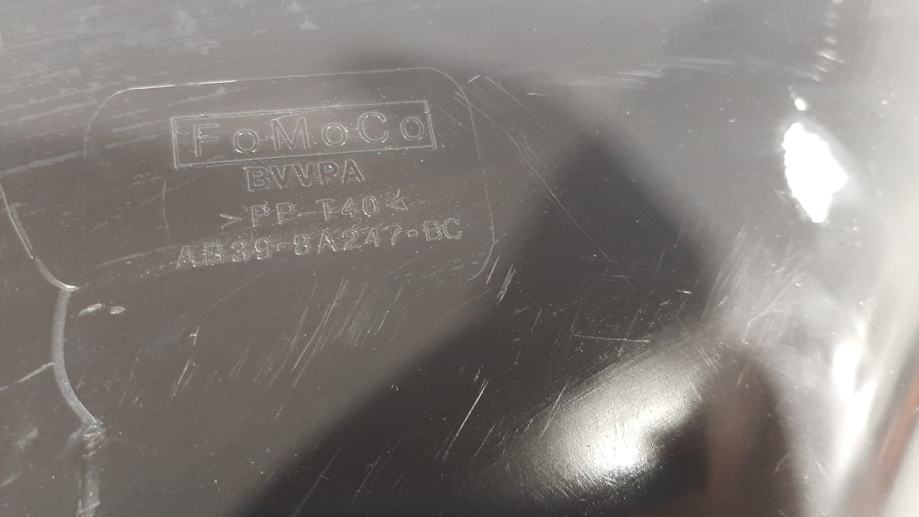 FoMoCo
BVVPA
>PP-T40<
AB39-8A247-BC